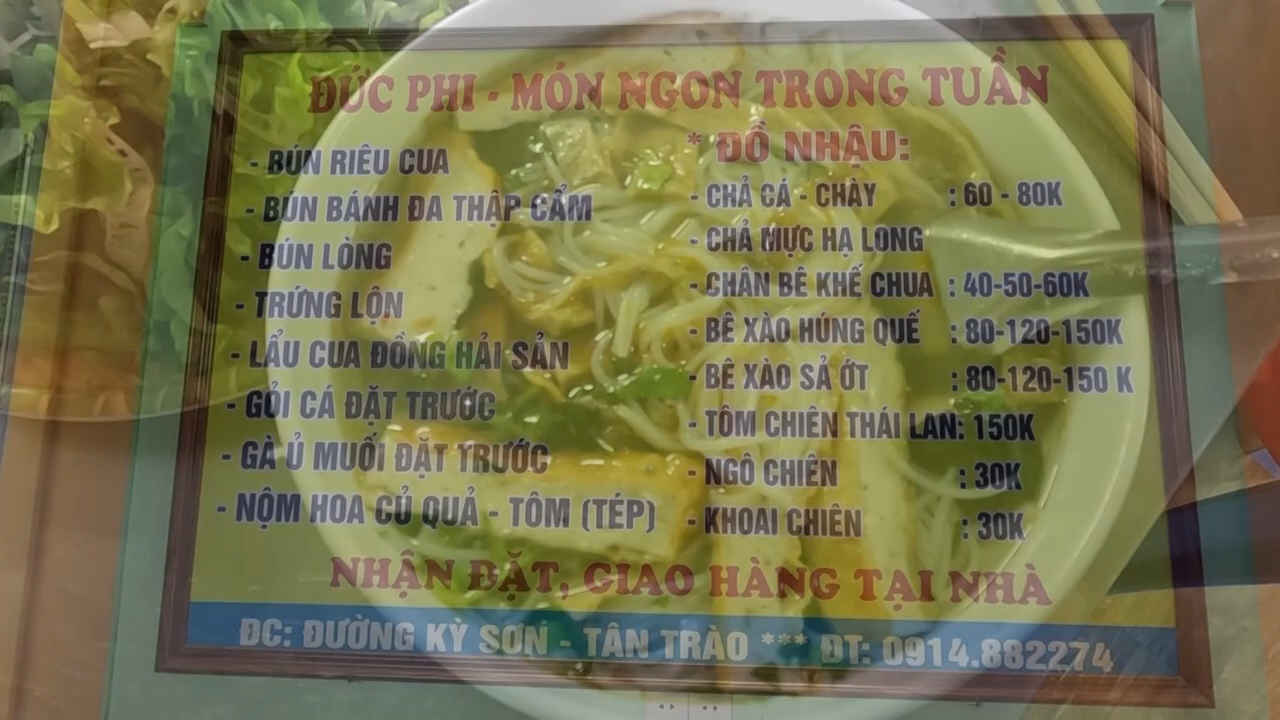 ĐỨC PHI - MÓN NGON TRONG TUẦN
- BÚN RIÊU CUA
- BÚN BÁNH ĐA THẬP CẨM
- BÚN LÒNG
- TRỨNG LỘN
- LẨU CUA ĐỒNG HẢI SẢN
- GỎI CÁ ĐẶT TRƯỚC
- GÀ Ủ MUỐI ĐẶT TRƯỚC
- NỘM HOA CỦ QUẢ - TÔM (TÉP)
* ĐỒ NHẬU:
- CHẢ CÁ - CHÀY : 60 - 80K
- CHẢ MỰC HẠ LONG
- CHÂN BÊ KHẾ CHUA : 40-50-60K
- BÊ XÀO HÚNG QUẾ : 80-120-150K
- BÊ XÀO SẢ ỚT : 80-120-150 K
- TÔM CHIÊN THÁI LAN: 150K
- NGÔ CHIÊN : 30K
- KHOAI CHIÊN : 30K
NHẬN ĐẶT, GIAO HÀNG TẠI NHÀ
ĐC: ĐƯỜNG KỲ SƠN - TÂN TRÀO *** ĐT: 0914.882274